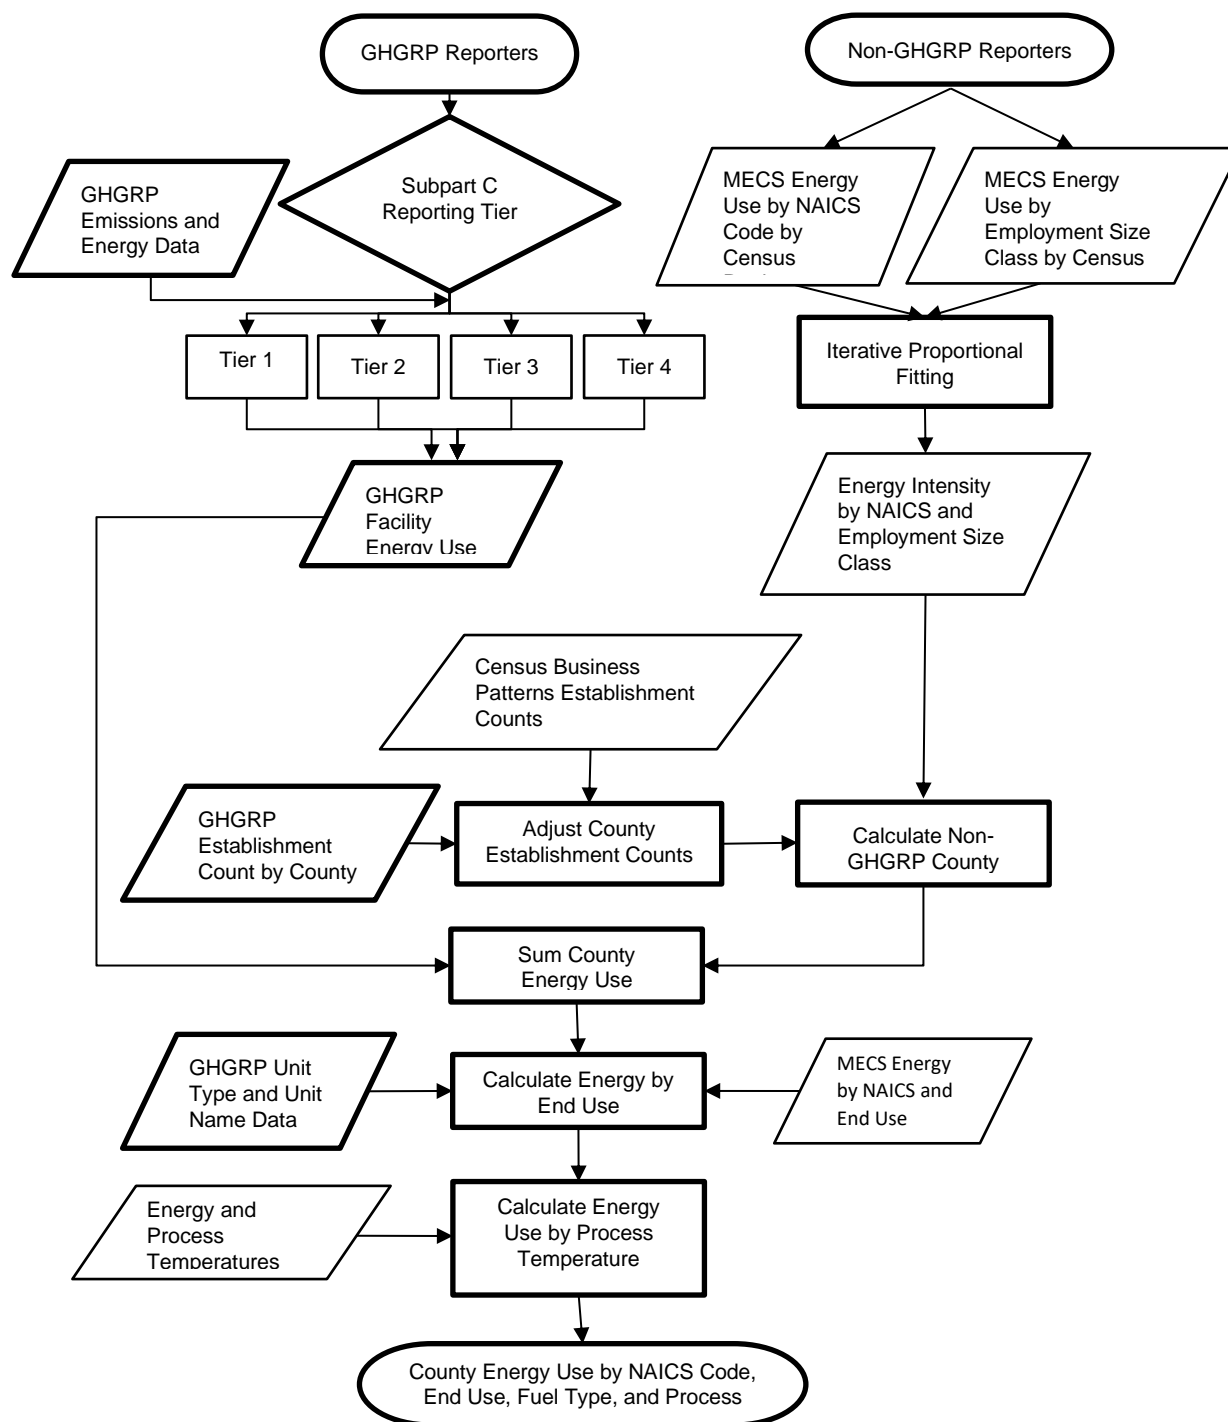 GHGRP Reporters
Non-GHGRP Reporters
Subpart C
Reporting Tier
GHGRP
Emissions and
Energy Data
MECS Energy
Use by NAICS
Code by
Census
MECS Energy
Use by
Employment Size
Class by Census
Tier 1
Tier 2
Tier 3
Tier 4
Iterative Proportional
Fitting
GHGRP
Facility
Energy Use
Energy Intensity
by NAICS and
Employment Size
Class
Census Business
Patterns Establishment
Counts
GHGRP
Establishment
Count by County
Adjust County
Establishment Counts
Calculate Non-
GHGRP County
Sum County
Energy Use
GHGRP Unit
Type and Unit
Name Data
Calculate Energy by
End Use
MECS Energy
by NAICS and
End Use
Energy and
Process
Temperatures
Calculate Energy
Use by Process
Temperature
County Energy Use by NAICS Code,
End Use, Fuel Type, and Process